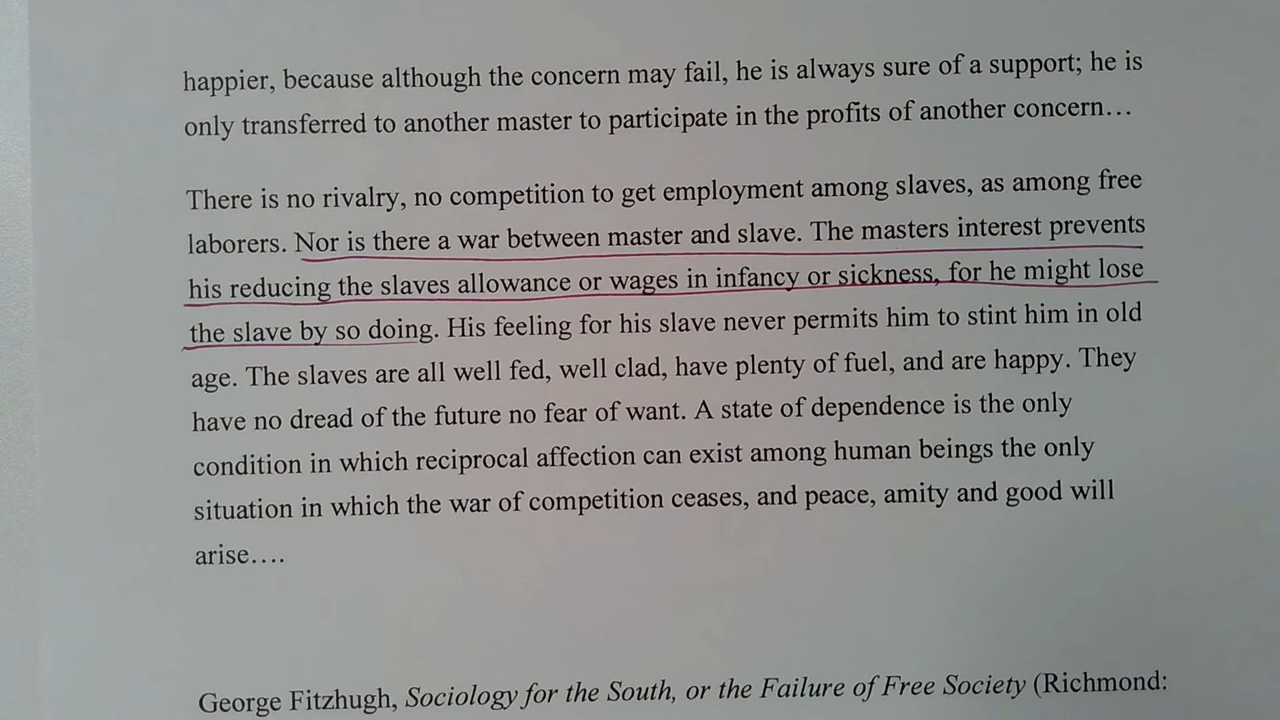 happier, because although the concern may fail, he is always sure of a support; he is
only transferred to another master to participate in the profits of another concern…
There is no rivalry, no competition to get employment among slaves, as among free
laborers. Nor is there a war between master and slave. The masters interest prevents
his reducing the slaves allowance or wages in infancy or sickness, for he might lose
the slave by so doing. His feeling for his slave never permits him to stint him in old
age. The slaves are all well fed, well clad, have plenty of fuel, and are happy. They
have no dread of the future no fear of want. A state of dependence is the only
condition in which reciprocal affection can exist among human beings the only
situation in which the war of competition ceases, and peace, amity and good will
arise….
George Fitzhugh, Sociology for the South, or the Failure of Free Society (Richmond: